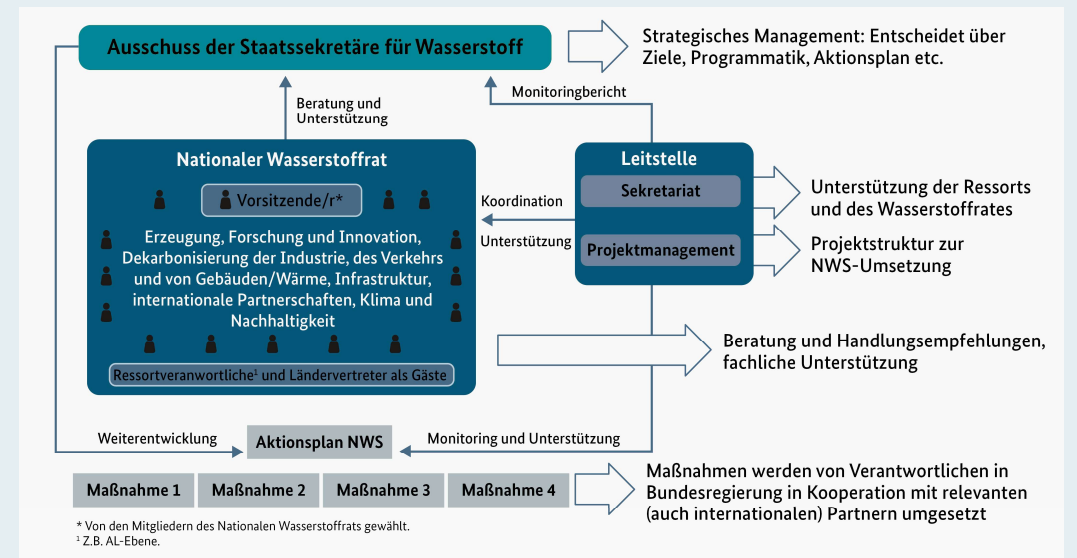 Ausschuss der Staatssekretäre für Wasserstoff
Strategisches Management: Entscheidet über
Ziele, Programmatik, Aktionsplan etc.
Beratung und
Unterstützung
Monitoringbericht
Nationaler Wasserstoffrat
Vorsitzende/r*
Erzeugung, Forschung und Innovation,
Dekarbonisierung der Industrie, des Verkehrs
und von Gebäuden/Wärme, Infrastruktur,
internationale Partnerschaften, Klima und
Nachhaltigkeit
Ressortveranwortliche¹ und Ländervertreter als Gäste
Koordination
Unterstützung
Leitstelle
Sekretariat
Projektmanagement
Unterstützung der Ressorts
und des Wasserstoffrates
Projektstruktur zur
NWS-Umsetzung
Beratung und Handlungsempfehlungen,
fachliche Unterstützung
Weiterentwicklung
Aktionsplan NWS
Monitoring und Unterstützung
Maßnahme 1
Maßnahme 2
Maßnahme 3
Maßnahme 4
Maßnahmen werden von Verantwortlichen in
Bundesregierung in Kooperation mit relevanten
(auch internationalen) Partnern umgesetzt
* Von den Mitgliedern des Nationalen Wasserstoffrats gewählt.
¹ Z.B. AL-Ebene.